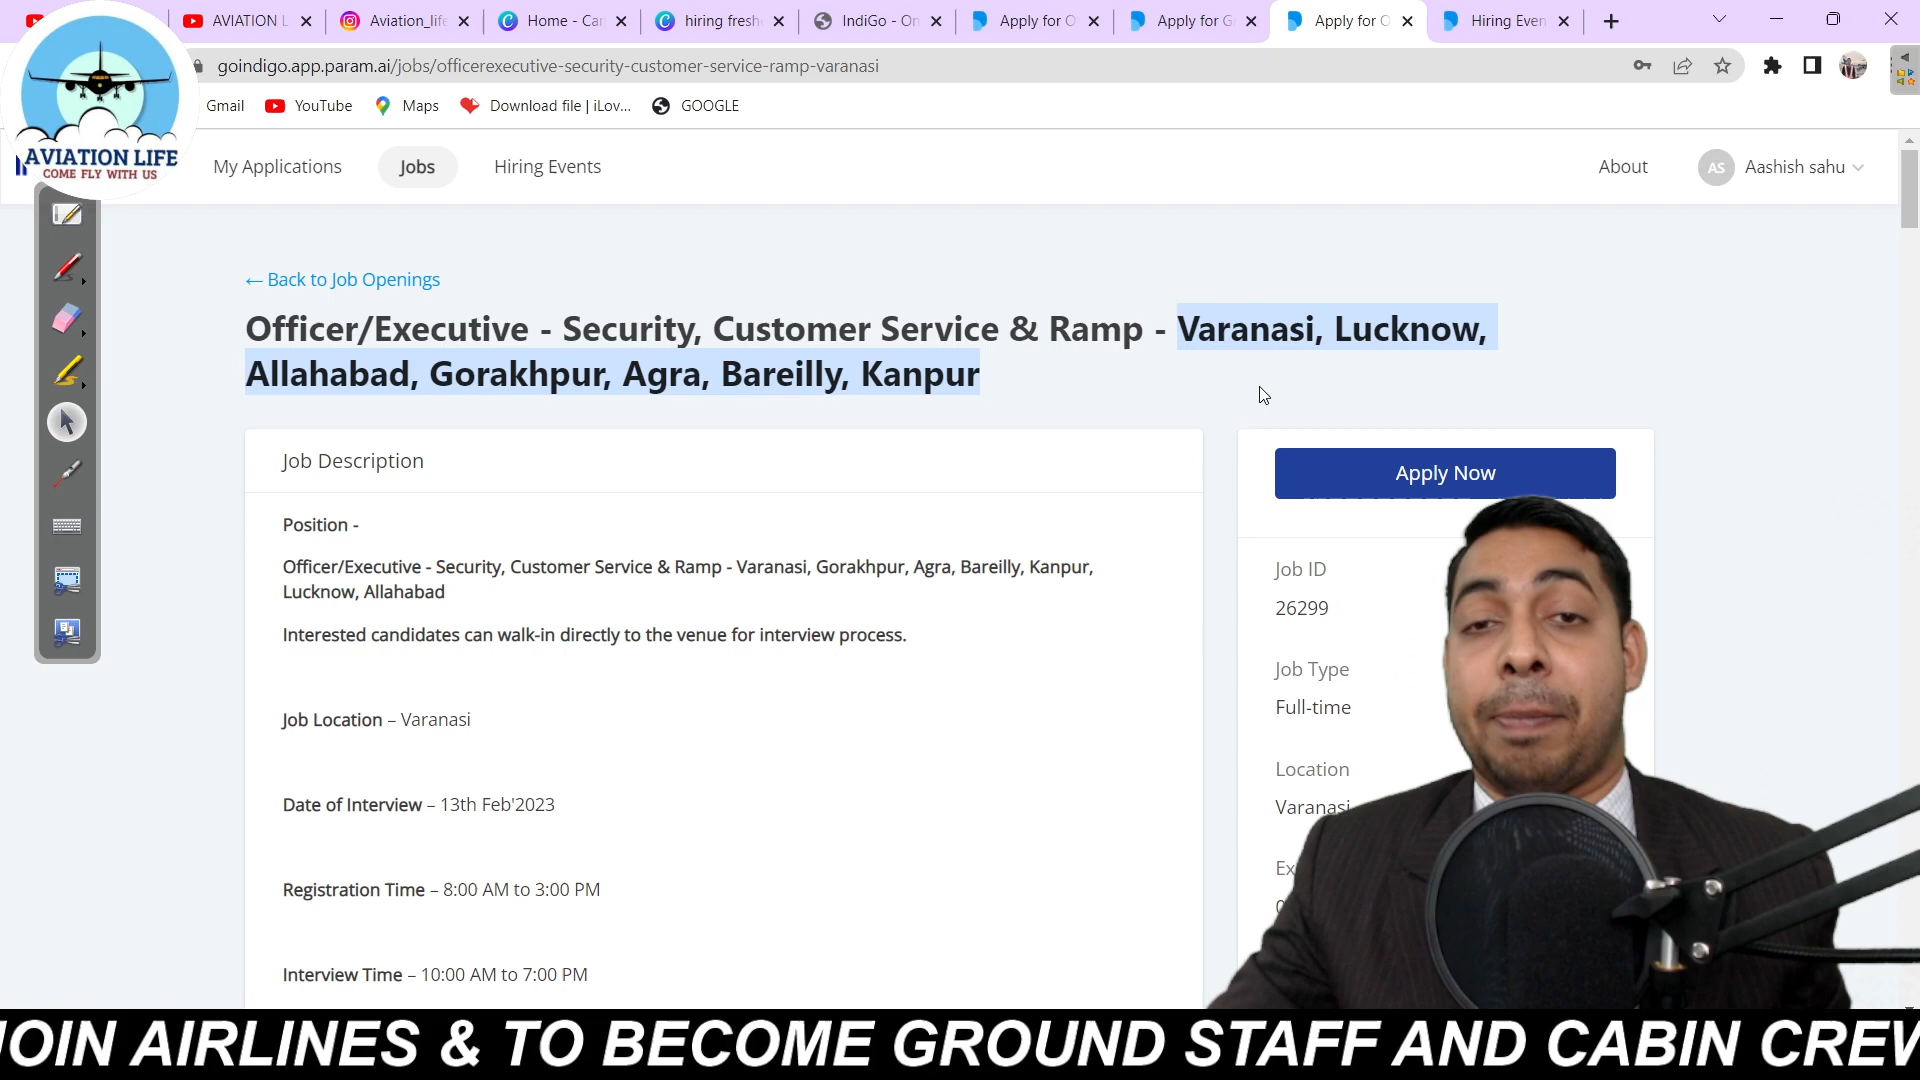 AVIATION L
Aviation_life
Home - Can
hiring fresh
IndiGo - On
Apply for O
Apply for G
Apply for O
Hiring Even
goindigo.app.param.ai/jobs/officerexecutive-security-customer-service-ramp-varanasi
Gmail YouTube Maps Download file | iLov... GOOGLE
AVIATION LIFE
COME FLY WITH US
My Applications Jobs Hiring Events About AS Aashish sahu
← Back to Job Openings
Officer/Executive - Security, Customer Service & Ramp - Varanasi, Lucknow,
Allahabad, Gorakhpur, Agra, Bareilly, Kanpur
Job Description
Position -
Officer/Executive - Security, Customer Service & Ramp - Varanasi, Gorakhpur, Agra, Bareilly, Kanpur,
Lucknow, Allahabad
Interested candidates can walk-in directly to the venue for interview process.
Job Location – Varanasi
Date of Interview – 13th Feb'2023
Registration Time – 8:00 AM to 3:00 PM
Interview Time – 10:00 AM to 7:00 PM
Apply Now
Job ID
26299
Job Type
Full-time
Location
Varanasi
Ex
0
JOIN AIRLINES & TO BECOME GROUND STAFF AND CABIN CREW